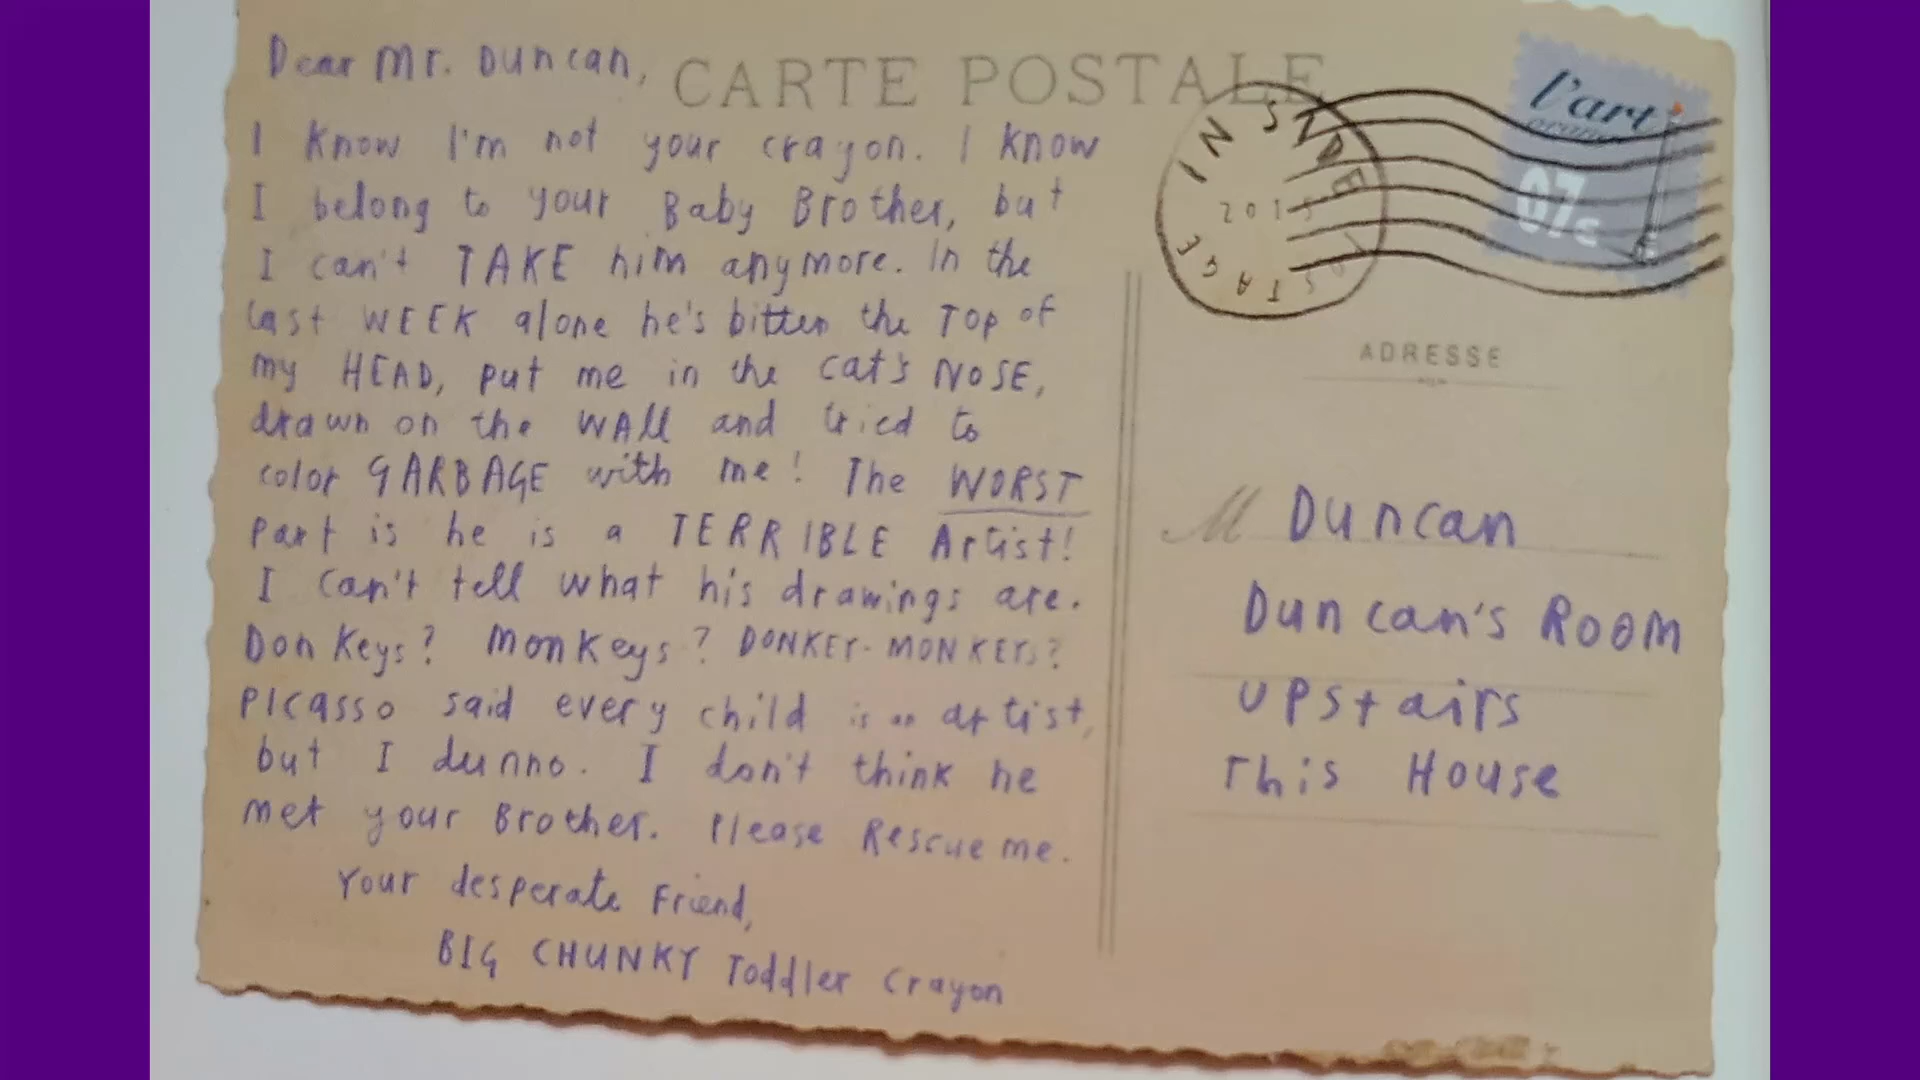 Dear Mr. Duncan,
CARTE POSTALE
I Know I'm not your crayon. I Know
I belong to your Baby Brother, but
I can't TAKE him anymore. In the
last WEEK alone he's bitten the TOP of
my HEAD, put me in the cat's NOSE,
drawn on the WAll and tried to
color GARBAGE with me! The WORST
part is he is a TERRIBLE Artist!
I can't tell what his drawings are.
Donkeys? Monkeys? DONKEY-MONKEYS?
Picasso said every child is an artist,
but I dunno. I don't think he
met your Brother. Please Rescue me.
Your desperate Friend,
BIG CHUNKY Toddler Crayon
l'art
07c
POSTAGE IN SNDE
201
ADRESSE
M Duncan
Duncan's Room
Upstairs
This House